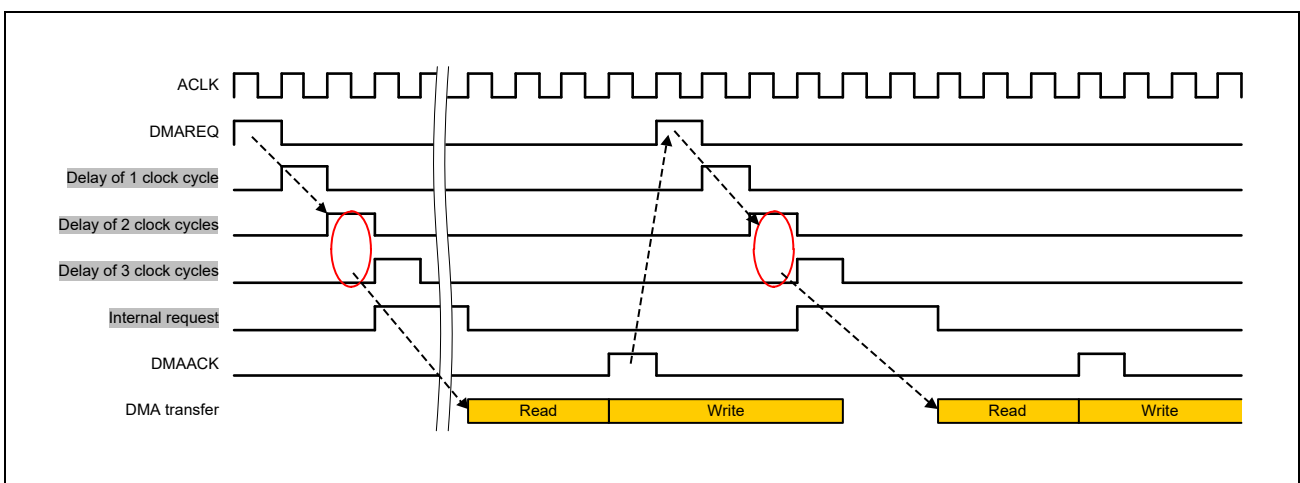 ACLK
DMAREQ
Delay of 1 clock cycle
Delay of 2 clock cycles
Delay of 3 clock cycles
Internal request
DMAACK
DMA transfer Read Write Read Write